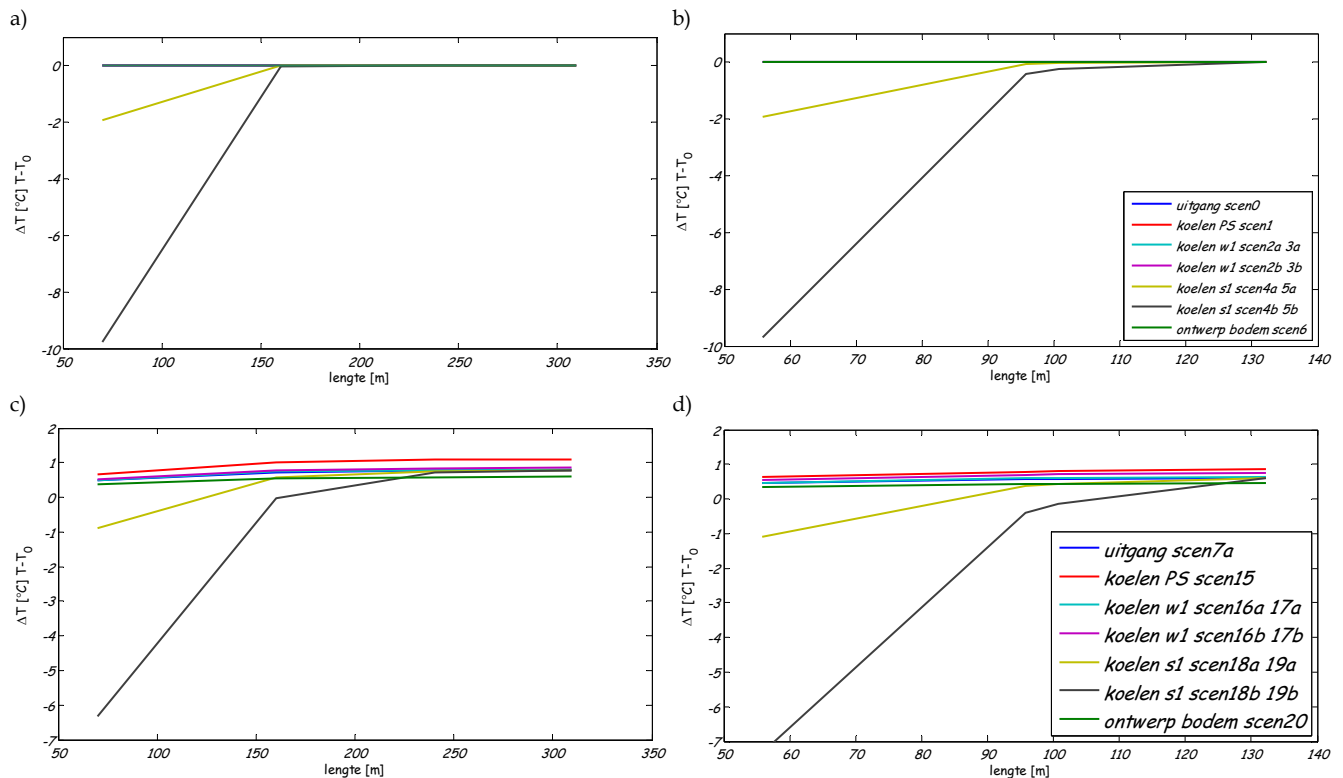 a)
0
-2
-4
-6
-8
-10
50
100
150
200
250
300
350
lengte [m]
ΔT [°C] T-T0
b)
0
-2
-4
-6
-8
-10
50
60
70
80
90
100
110
120
130
140
lengte [m]
ΔT [°C] T-T0
uitgang scen0
koelen PS scen1
koelen w1 scen2a 3a
koelen w1 scen2b 3b
koelen s1 scen4a 5a
koelen s1 scen4b 5b
ontwerp bodem scen6
c)
2
1
0
-1
-2
-3
-4
-5
-6
-7
50
100
150
200
250
300
350
lengte [m]
ΔT [°C] T-T0
d)
2
1
0
-1
-2
-3
-4
-5
-6
-7
50
60
70
80
90
100
110
120
130
140
lengte [m]
ΔT [°C] T-T0
uitgang scen7a
koelen PS scen15
koelen w1 scen16a 17a
koelen w1 scen16b 17b
koelen s1 scen18a 19a
koelen s1 scen18b 19b
ontwerp bodem scen20